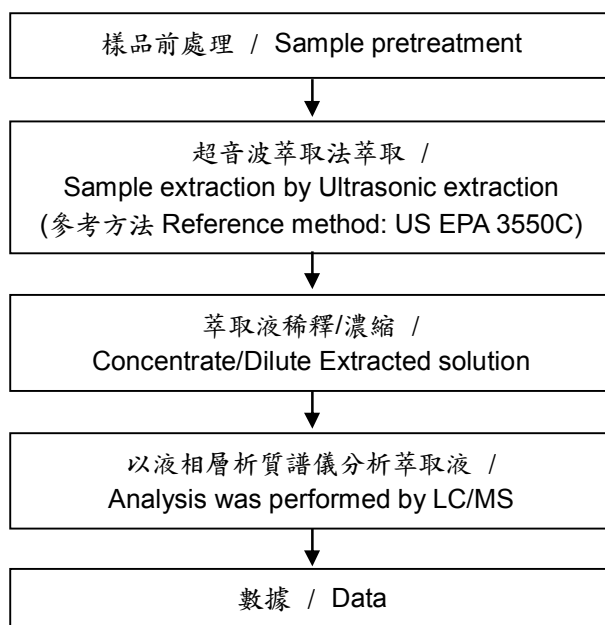 樣品前處理 / Sample pretreatment
超音波萃取法萃取 /
Sample extraction by Ultrasonic extraction
(參考方法 Reference method: US EPA 3550C)
萃取液稀釋/濃縮 /
Concentrate/Dilute Extracted solution
以液相層析質譜儀分析萃取液 /
Analysis was performed by LC/MS
數據 / Data